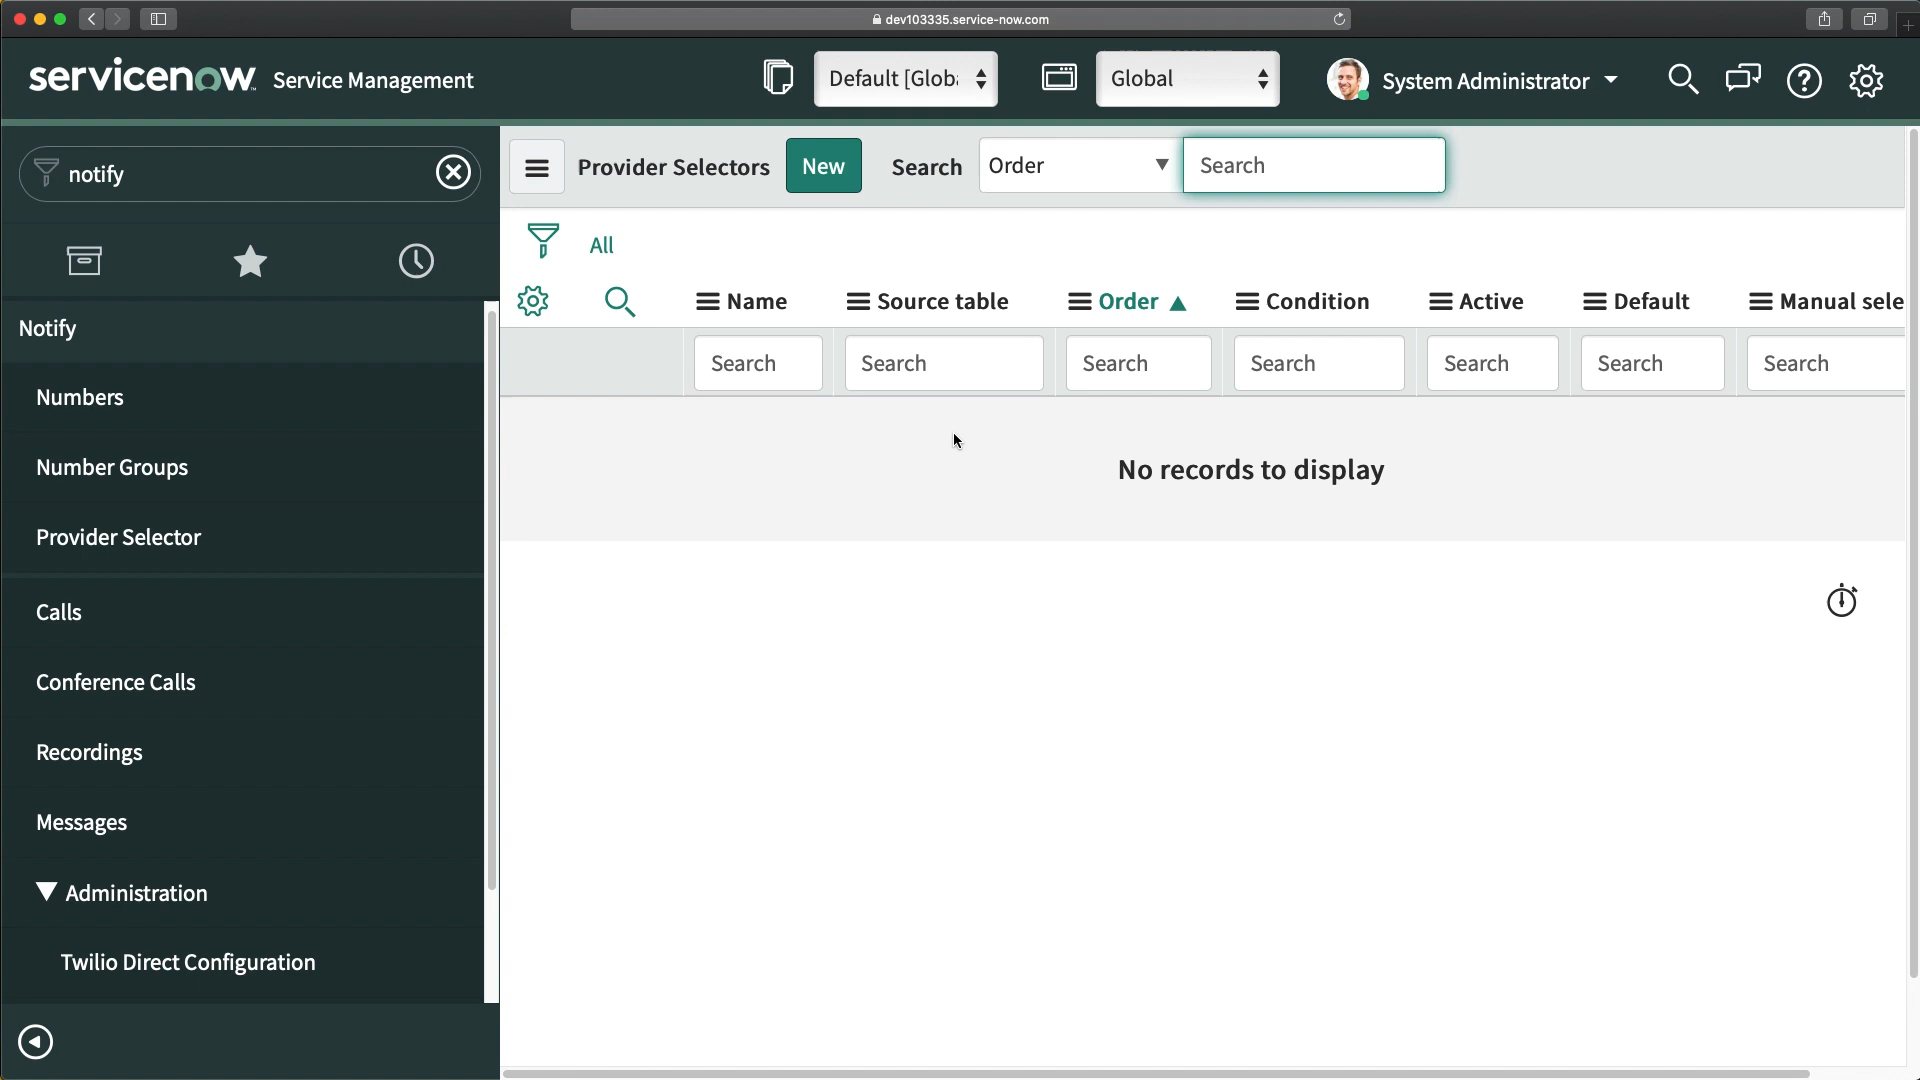 dev103335.service-now.com
servicenow Service Management
Default [Globa
Global
System Administrator
notify
Provider Selectors
New
Search
Order
Search
All
Name
Source table
Order
Condition
Active
Default
Manual sele
Search
Search
Search
Search
Search
Search
Search
No records to display
Notify
Numbers
Number Groups
Provider Selector
Calls
Conference Calls
Recordings
Messages
Administration
Twilio Direct Configuration